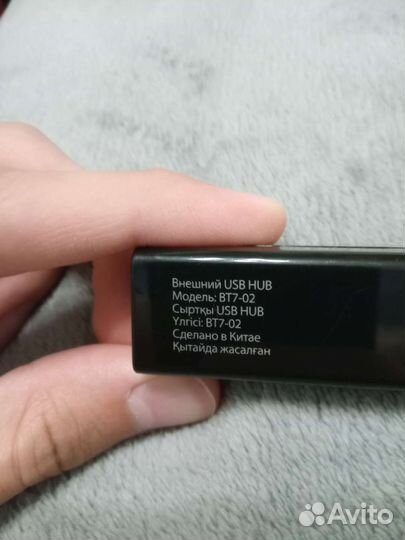 Внешний USB HUB
Модель: BT7-02
Сыртқы USB HUB
Үлгісі: BT7-02
Сделано в Китае
Қытайда жасалған
Avito